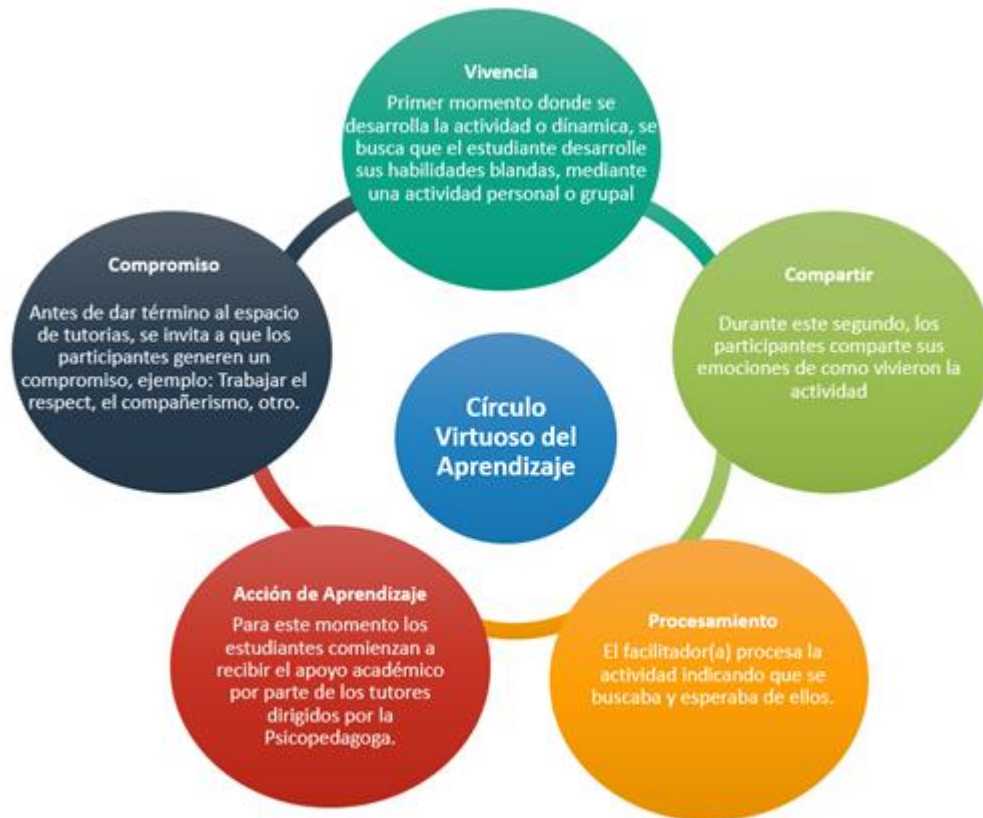 Vivencia
Primer momento donde se
desarrolla la actividad o dínamica, se
busca que el estudiante desarrolle
sus habilidades blandas, mediante
una actividad personal o grupal
Compartir
Durante este segundo, los
participantes comparte sus
emociones de como vivieron la
actividad
Procesamiento
El facilitador(a) procesa la
actividad indicando que se
buscaba y esperaba de ellos.
Acción de Aprendizaje
Para este momento los
estudiantes comienzan a
recibir el apoyo académico
por parte de los tutores
dirigidos por la
Psicopedagoga.
Compromiso
Antes de dar término al espacio
de tutorias, se invita a que los
participantes generen un
compromiso, ejemplo: Trabajar el
respect, el compañerismo, otro.
Círculo
Virtuoso del
Aprendizaje